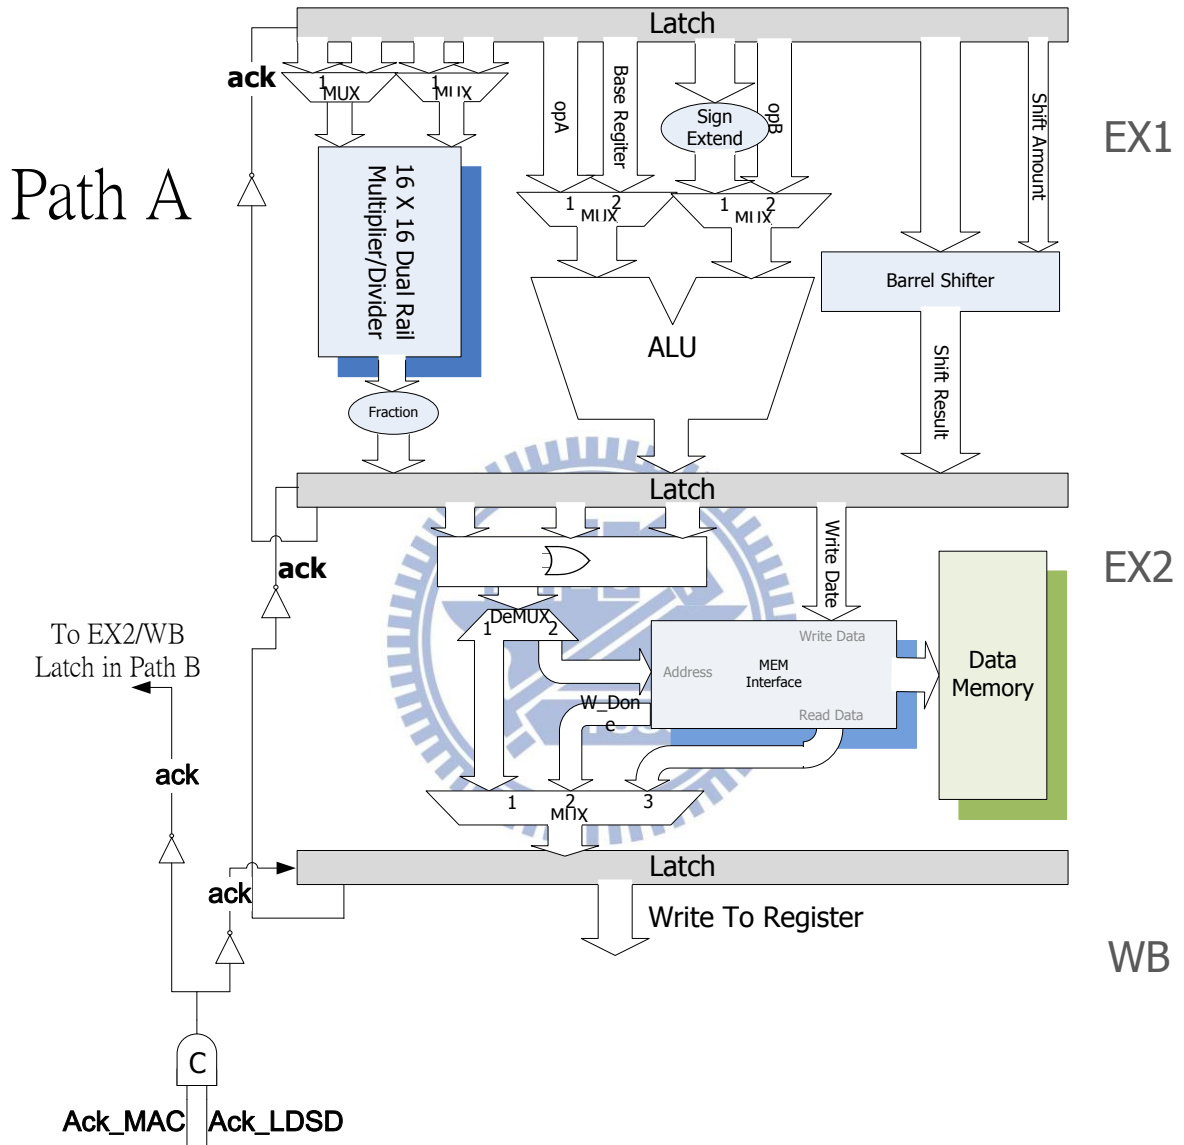 Latch
ack
1
MUX
1
MUX
opA
Base Regiter
Sign
Extend
opB
Shift Amount
EX1
Path A
16 X 16 Dual Rail
Multiplier/Divider
1 2
MUX
1 2
MUX
Barrel Shifter
ALU
Shift Result
Fraction
Latch
ack
Write Date
EX2
DeMUX
1 2
To EX2/WB
Latch in Path B
Write Data
Address
MEM
Interface
Read Data
Data
Memory
W_Don
e
ack
1 2 3
MUX
Latch
ack
Write To Register
WB
C
Ack_MAC
Ack_LDSD